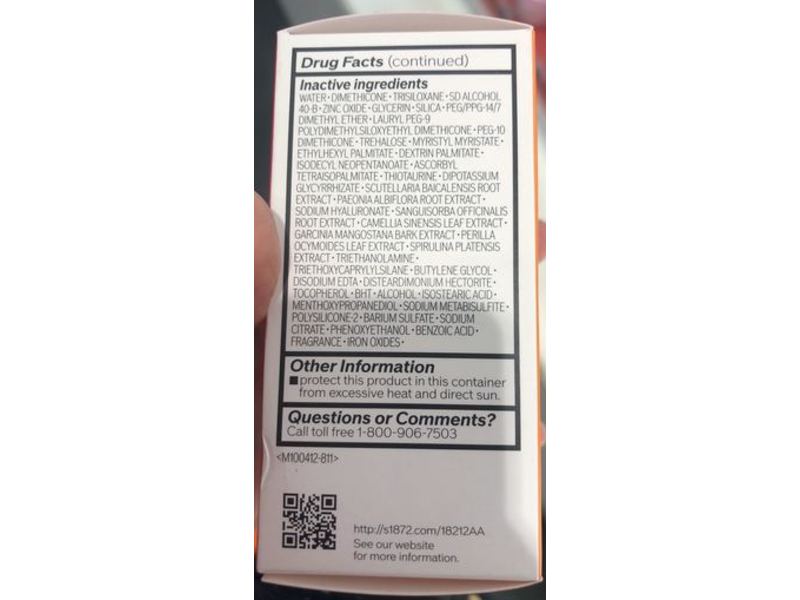 Drug Facts (continued)
Inactive ingredients
WATER • DIMETHICONE • TRISILOXANE • SD ALCOHOL
40-B • ZINC OXIDE • GLYCERIN • SILICA • PEG/PPG-14/7
DIMETHYL ETHER • LAURYL PEG-9
POLYDIMETHYLSILOXYETHYL DIMETHICONE • PEG-10
DIMETHICONE • TREHALOSE • MYRISTYL MYRISTATE •
ETHYLHEXYL PALMITATE • DEXTRIN PALMITATE •
ISODECYL NEOPENTANOATE • ASCORBYL
TETRAISOPALMITATE • THIOTAURINE • DIPOTASSIUM
GLYCYRRHIZATE • SCUTELLARIA BAICALENSIS ROOT
EXTRACT • PAEONIA ALBIFLORA ROOT EXTRACT •
SODIUM HYALURONATE • SANGUISORBA OFFICINALIS
ROOT EXTRACT • CAMELLIA SINENSIS LEAF EXTRACT •
GARCINIA MANGOSTANA BARK EXTRACT • PERILLA
OCYMOIDES LEAF EXTRACT • SPIRULINA PLATENSIS
EXTRACT • TRIETHANOLAMINE •
TRIETHOXYCAPRYLYLSILANE • BUTYLENE GLYCOL •
DISODIUM EDTA • DISTEARDIMONIUM HECTORITE •
TOCOPHEROL • BHT • ALCOHOL • ISOSTEARIC ACID •
MENTHOXYPROPANEDIOL • SODIUM METABISULFITE •
POLYSILICONE-2 • BARIUM SULFATE • SODIUM
CITRATE • PHENOXYETHANOL • BENZOIC ACID •
FRAGRANCE • IRON OXIDES •
Other Information
■ protect this product in this container
from excessive heat and direct sun.
Questions or Comments?
Call toll free 1-800-906-7503
<M100412-811>
http://s1872.com/18212AA
See our website
for more information.